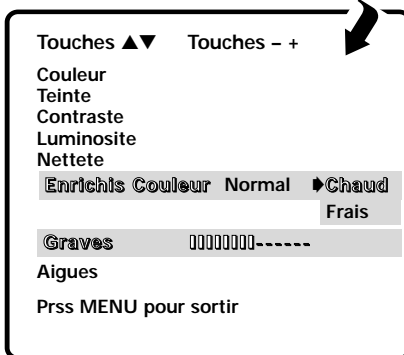 Touches ▲▼ Touches – +
Couleur
Teinte
Contraste
Luminosite
Nettete
Enrichis Couleur Normal Chaud
Frais
Graves
Aigues
Prss MENU pour sortir